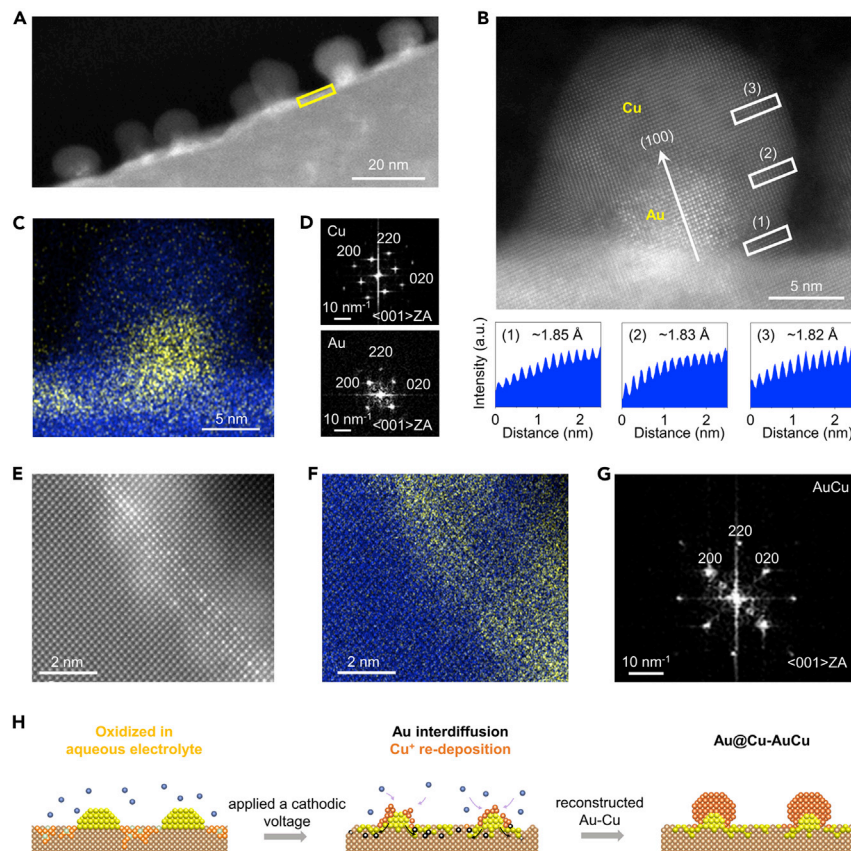 A
20 nm
B
Cu
(100)
Au
(3)
(2)
(1)
5 nm
Intensity (a.u.)
(1) ~1.85 Å
(2) ~1.83 Å
(3) ~1.82 Å
0 1 2
0 1 2
0 1 2
Distance (nm)
Distance (nm)
Distance (nm)
C
5 nm
D
Cu
220
200
020
10 nm⁻¹
<001>ZA
Au
220
200
020
10 nm⁻¹
<001>ZA
E
2 nm
F
2 nm
G
AuCu
220
200
020
10 nm⁻¹
<001>ZA
H
Oxidized in
aqueous electrolyte
applied a cathodic
voltage
Au interdiffusion
Cu⁺ re-deposition
reconstructed
Au-Cu
Au@Cu-AuCu